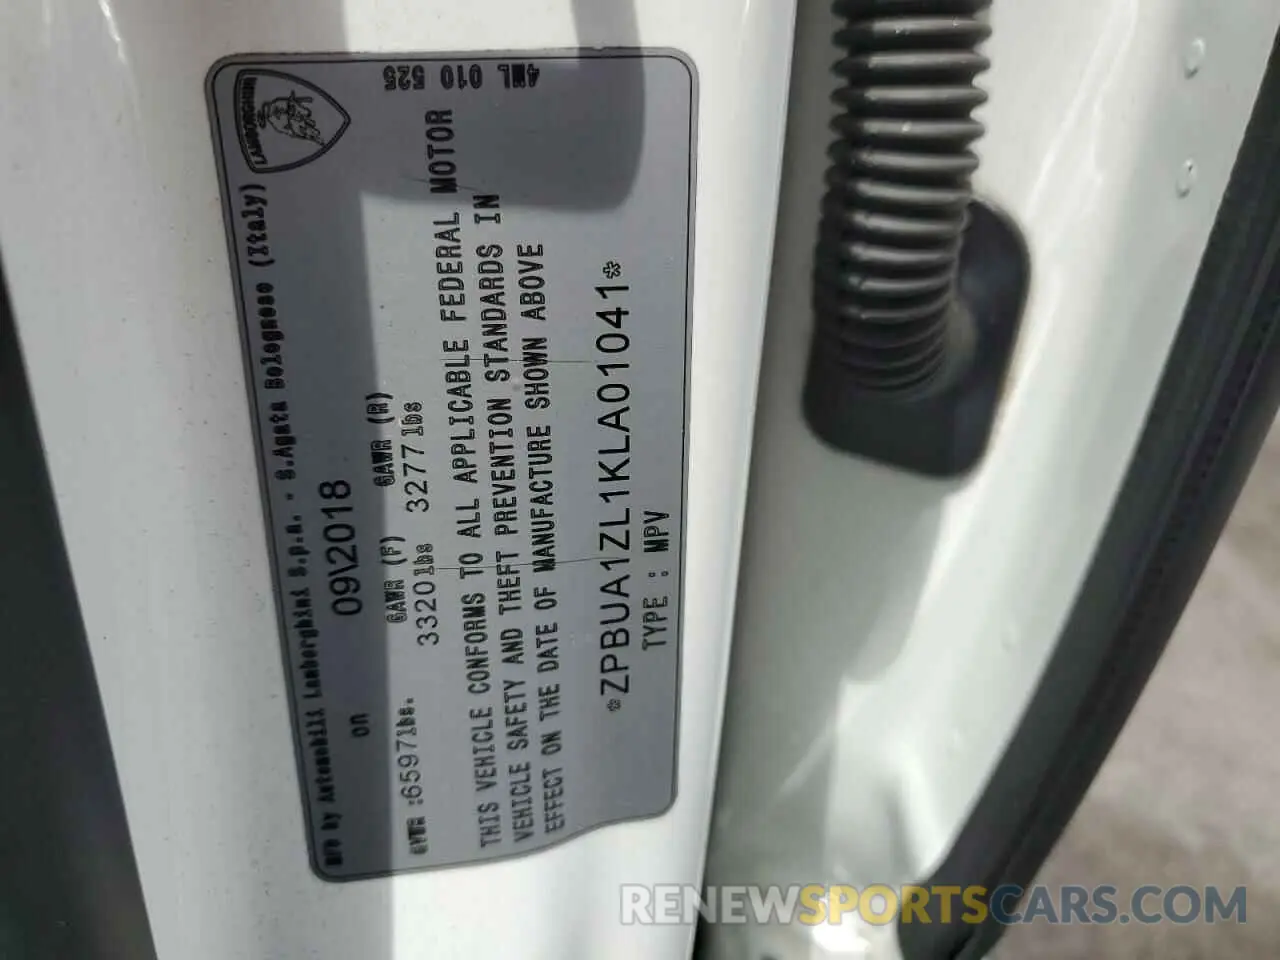 LAMBORGHINI
4ML 010 525
MFD by Automobili Lamborghini S.p.A. - S.Agata Bolognese (Italy)
on 09\2018
GAWR (F) GAWR (R)
GVWR :6597lbs. 3320lbs 3277lbs
THIS VEHICLE CONFORMS TO ALL APPLICABLE FEDERAL MOTOR
VEHICLE SAFETY AND THEFT PREVENTION STANDARDS IN
EFFECT ON THE DATE OF MANUFACTURE SHOWN ABOVE
*ZPBUA1ZL1KLA01041*
TYPE : MPV
RENEWSPORTSCARS.COM